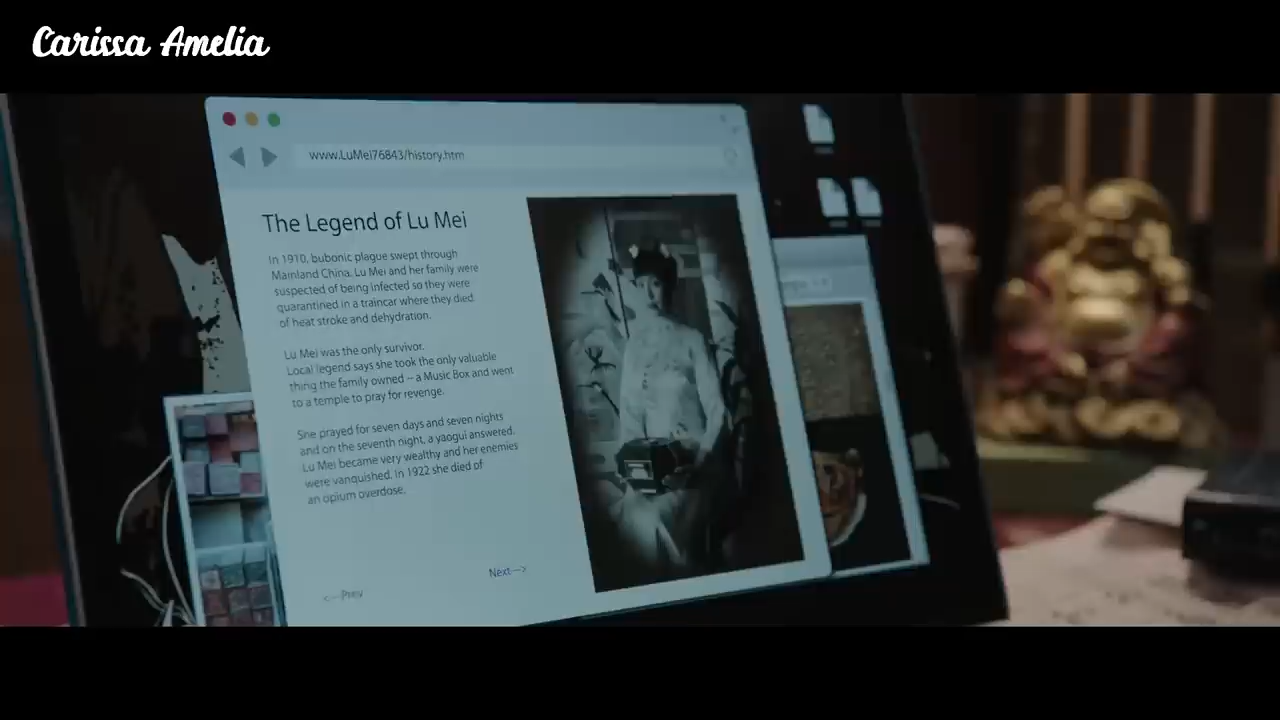 Carissa Amelia
www.LuMei76843/history.htm
The Legend of Lu Mei
In 1910, bubonic plague swept through
Mainland China. Lu Mei and her family were
suspected of being infected so they were
quarantined in a traincar where they died
of heat stroke and dehydration.
Lu Mei was the only survivor.
Local legend says she took the only valuable
thing the family owned – a Music Box and went
to a temple to pray for revenge.
She prayed for seven days and seven nights
and on the seventh night, a yaogui answered.
Lu Mei became very wealthy and her enemies
were vanquished. In 1922 she died of
an opium overdose.
Next--->
<---Prev